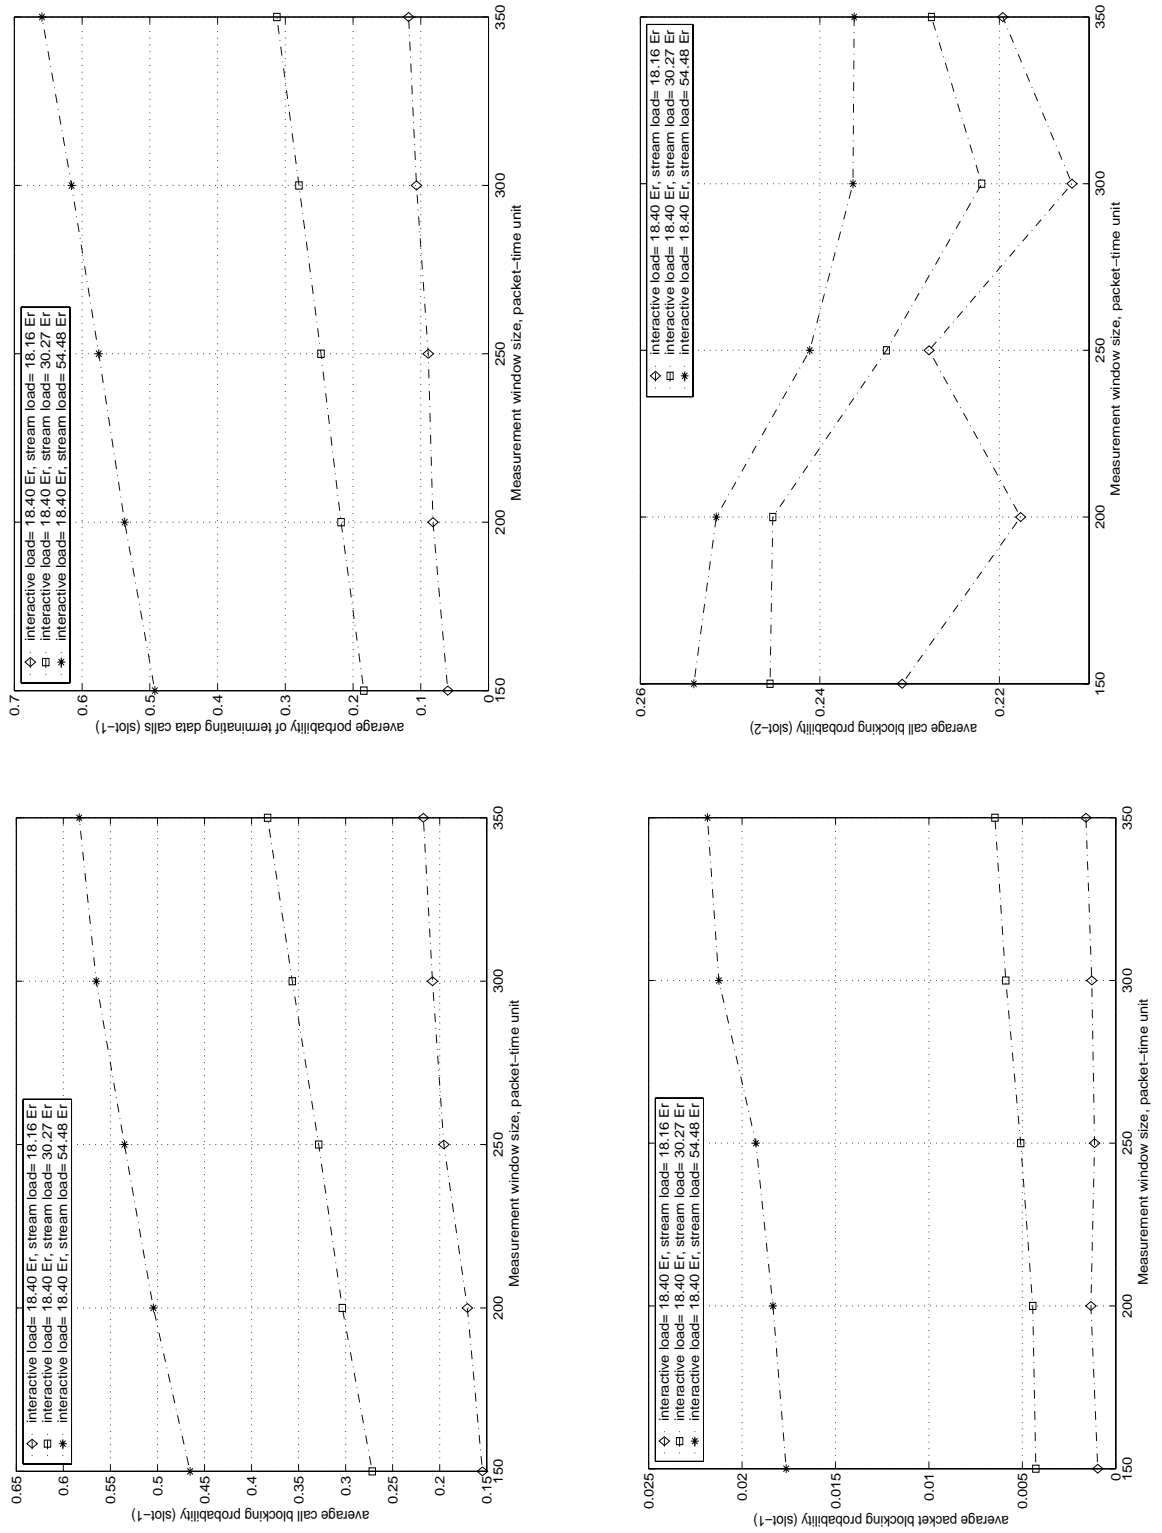 0.65
0.6
0.55
0.5
0.45
0.4
0.35
0.3
0.25
0.2
0.15
average call blocking probability (slot−1)
interactive load= 18.40 Er, stream load= 18.16 Er
interactive load= 18.40 Er, stream load= 30.27 Er
interactive load= 18.40 Er, stream load= 54.48 Er
150
200
250
300
350
Measurement window size, packet−time unit
0.7
0.6
0.5
0.4
0.3
0.2
0.1
0
average porbability of terminating data calls (slot−1)
interactive load= 18.40 Er, stream load= 18.16 Er
interactive load= 18.40 Er, stream load= 30.27 Er
interactive load= 18.40 Er, stream load= 54.48 Er
150
200
250
300
350
Measurement window size, packet−time unit
0.025
0.02
0.015
0.01
0.005
0
average packet blocking probability (slot−1)
interactive load= 18.40 Er, stream load= 18.16 Er
interactive load= 18.40 Er, stream load= 30.27 Er
interactive load= 18.40 Er, stream load= 54.48 Er
150
200
250
300
350
Measurement window size, packet−time unit
0.26
0.24
0.22
average call blocking probability (slot−2)
interactive load= 18.40 Er, stream load= 18.16 Er
interactive load= 18.40 Er, stream load= 30.27 Er
interactive load= 18.40 Er, stream load= 54.48 Er
150
200
250
300
350
Measurement window size, packet−time unit